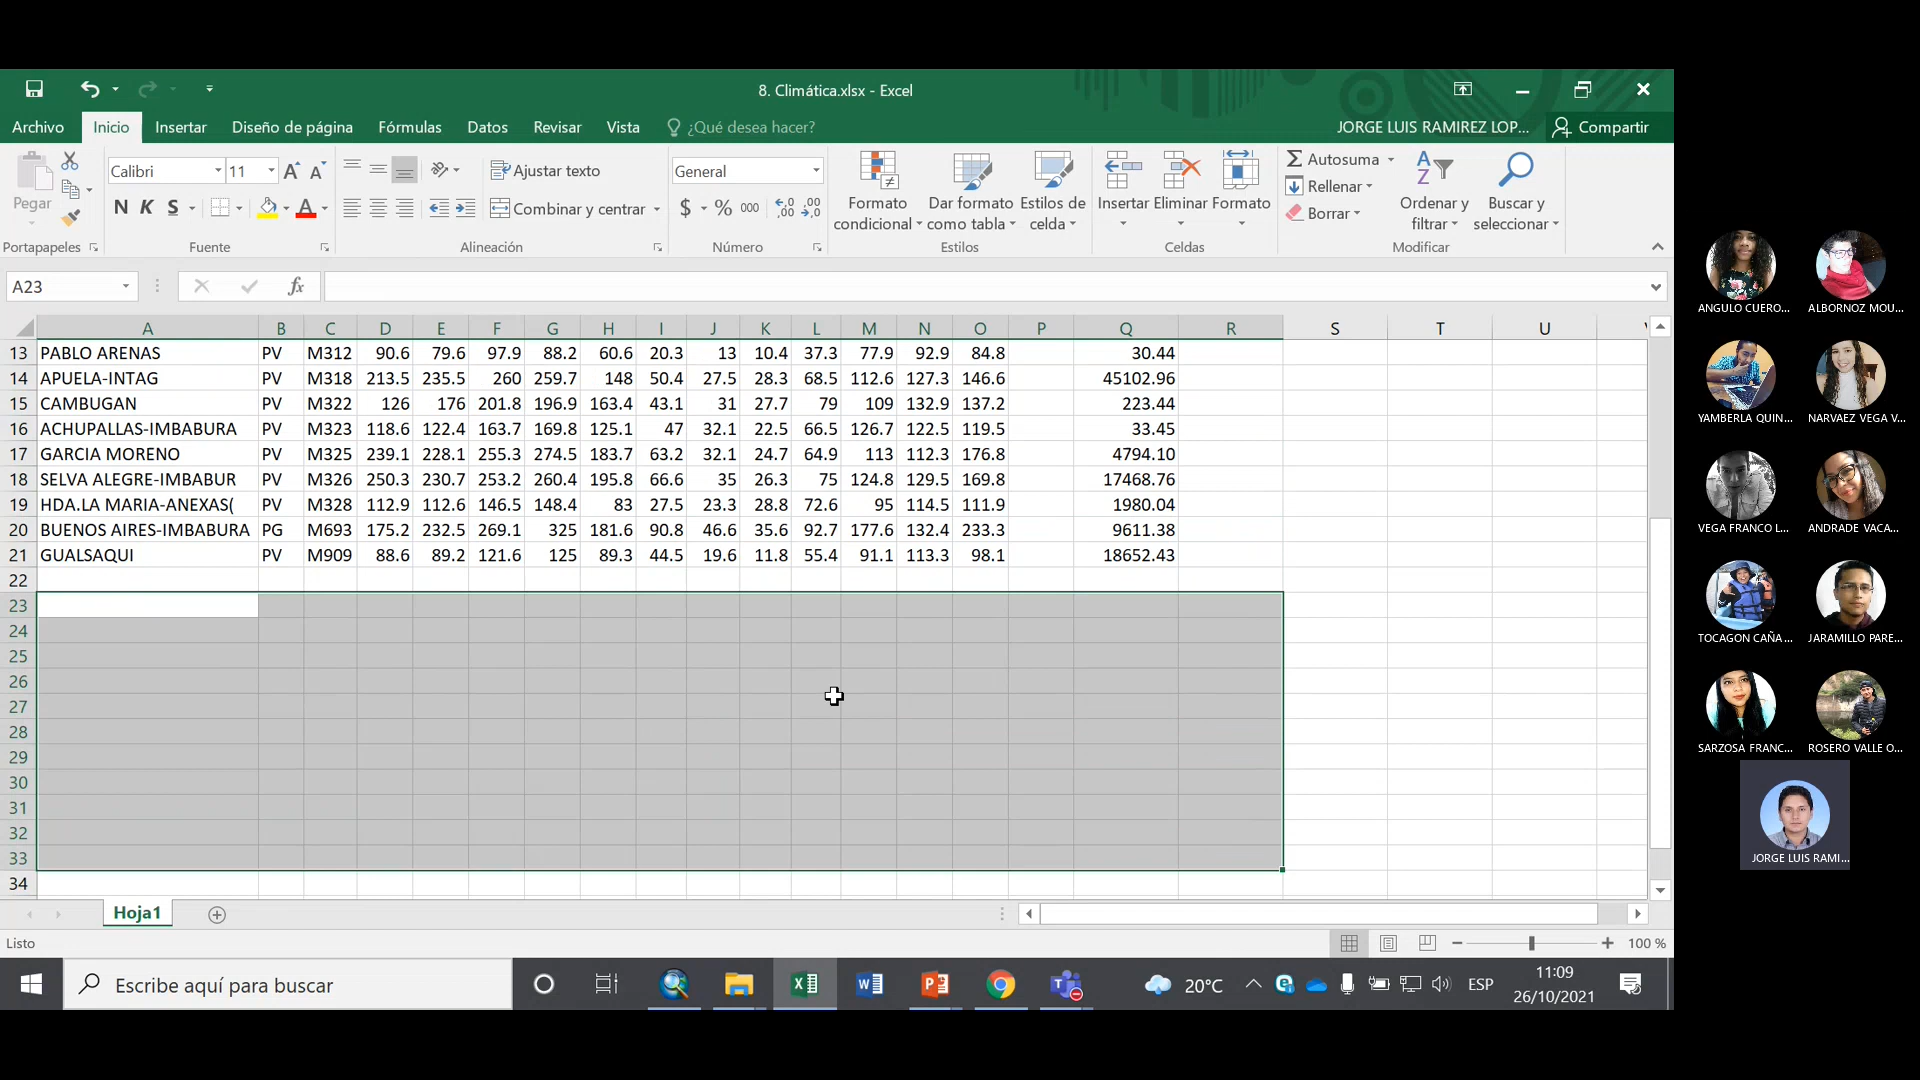 8. Climática.xlsx - Excel
Archivo Inicio Insertar Diseño de página Fórmulas Datos Revisar Vista ¿Qué desea hacer? JORGE LUIS RAMIREZ LOP... Compartir
Pegar Calibri 11 Ajustar texto General Formato condicional Dar formato como tabla Estilos de celda Insertar Eliminar Formato Autosuma Rellenar Borrar Ordenar y filtrar Buscar y seleccionar
N K S Combinar y centrar $ % 000
Portapapeles Fuente Alineación Número Estilos Celdas Modificar
A23 fx
A B C D E F G H I J K L M N O P Q R S T U
13 PABLO ARENAS PV M312 90.6 79.6 97.9 88.2 60.6 20.3 13 10.4 37.3 77.9 92.9 84.8 30.44
14 APUELA-INTAG PV M318 213.5 235.5 260 259.7 148 50.4 27.5 28.3 68.5 112.6 127.3 146.6 45102.96
15 CAMBUGAN PV M322 126 176 201.8 196.9 163.4 43.1 31 27.7 79 109 132.9 137.2 223.44
16 ACHUPALLAS-IMBABURA PV M323 118.6 122.4 163.7 169.8 125.1 47 32.1 22.5 66.5 126.7 122.5 119.5 33.45
17 GARCIA MORENO PV M325 239.1 228.1 255.3 274.5 183.7 63.2 32.1 24.7 64.9 113 112.3 176.8 4794.10
18 SELVA ALEGRE-IMBABUR PV M326 250.3 230.7 253.2 260.4 195.8 66.6 35 26.3 75 124.8 129.5 169.8 17468.76
19 HDA.LA MARIA-ANEXAS( PV M328 112.9 112.6 146.5 148.4 83 27.5 23.3 28.8 72.6 95 114.5 111.9 1980.04
20 BUENOS AIRES-IMBABURA PG M693 175.2 232.5 269.1 325 181.6 90.8 46.6 35.6 92.7 177.6 132.4 233.3 9611.38
21 GUALSAQUI PV M909 88.6 89.2 121.6 125 89.3 44.5 19.6 11.8 55.4 91.1 113.3 98.1 18652.43
22
23
24
25
26
27
28
29
30
31
32
33
34
Hoja1
Listo 100 %
Escribe aquí para buscar 20°C ESP 11:09
26/10/2021
ANGULO CUERO... ALBORNOZ MOU...
YAMBERLA QUIN... NARVAEZ VEGA V...
VEGA FRANCO L... ANDRADE VACA...
TOCAGON CAÑA... JARAMILLO PARE...
SARZOSA FRANC... ROSERO VALLE O...
JORGE LUIS RAMI...